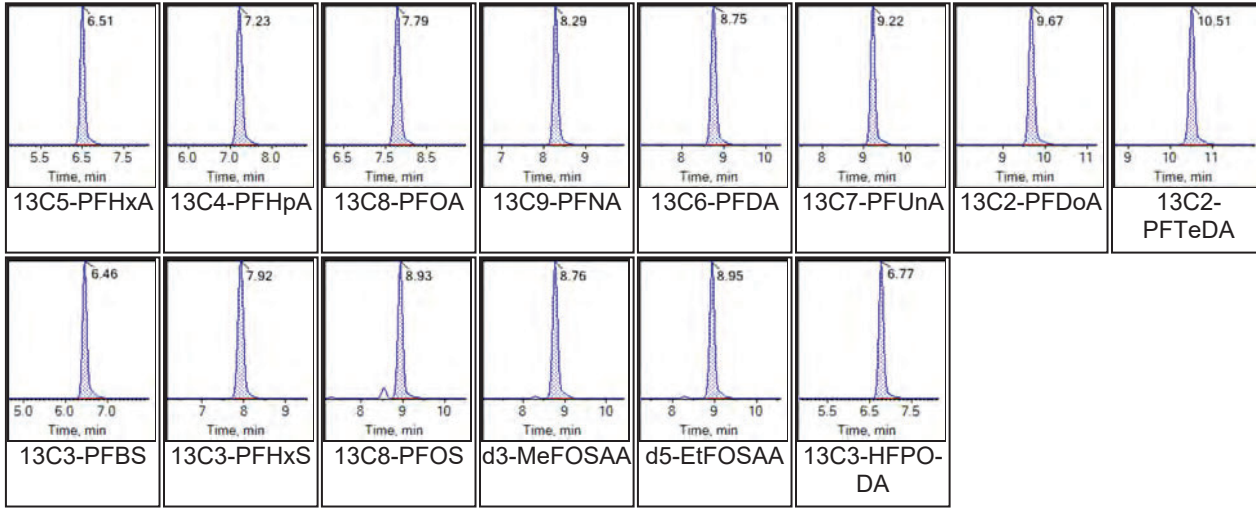 6.51
5.5 6.5 7.5
Time, min
13C5-PFHxA
7.23
6.0 7.0 8.0
Time, min
13C4-PFHpA
7.79
6.5 7.5 8.5
Time, min
13C8-PFOA
8.29
7 8 9
Time, min
13C9-PFNA
8.75
8 9 10
Time, min
13C6-PFDA
9.22
8 9 10
Time, min
13C7-PFUnA
9.67
9 10 11
Time, min
13C2-PFDoA
10.51
9 10 11
Time, min
13C2-
PFTeDA
6.46
5.0 6.0 7.0
Time, min
13C3-PFBS
7.92
7 8 9
Time, min
13C3-PFHxS
8.93
8 9 10
Time, min
13C8-PFOS
8.76
8 9 10
Time, min
d3-MeFOSAA
8.95
8 9 10
Time, min
d5-EtFOSAA
6.77
5.5 6.5 7.5
Time, min
13C3-HFPO-
DA